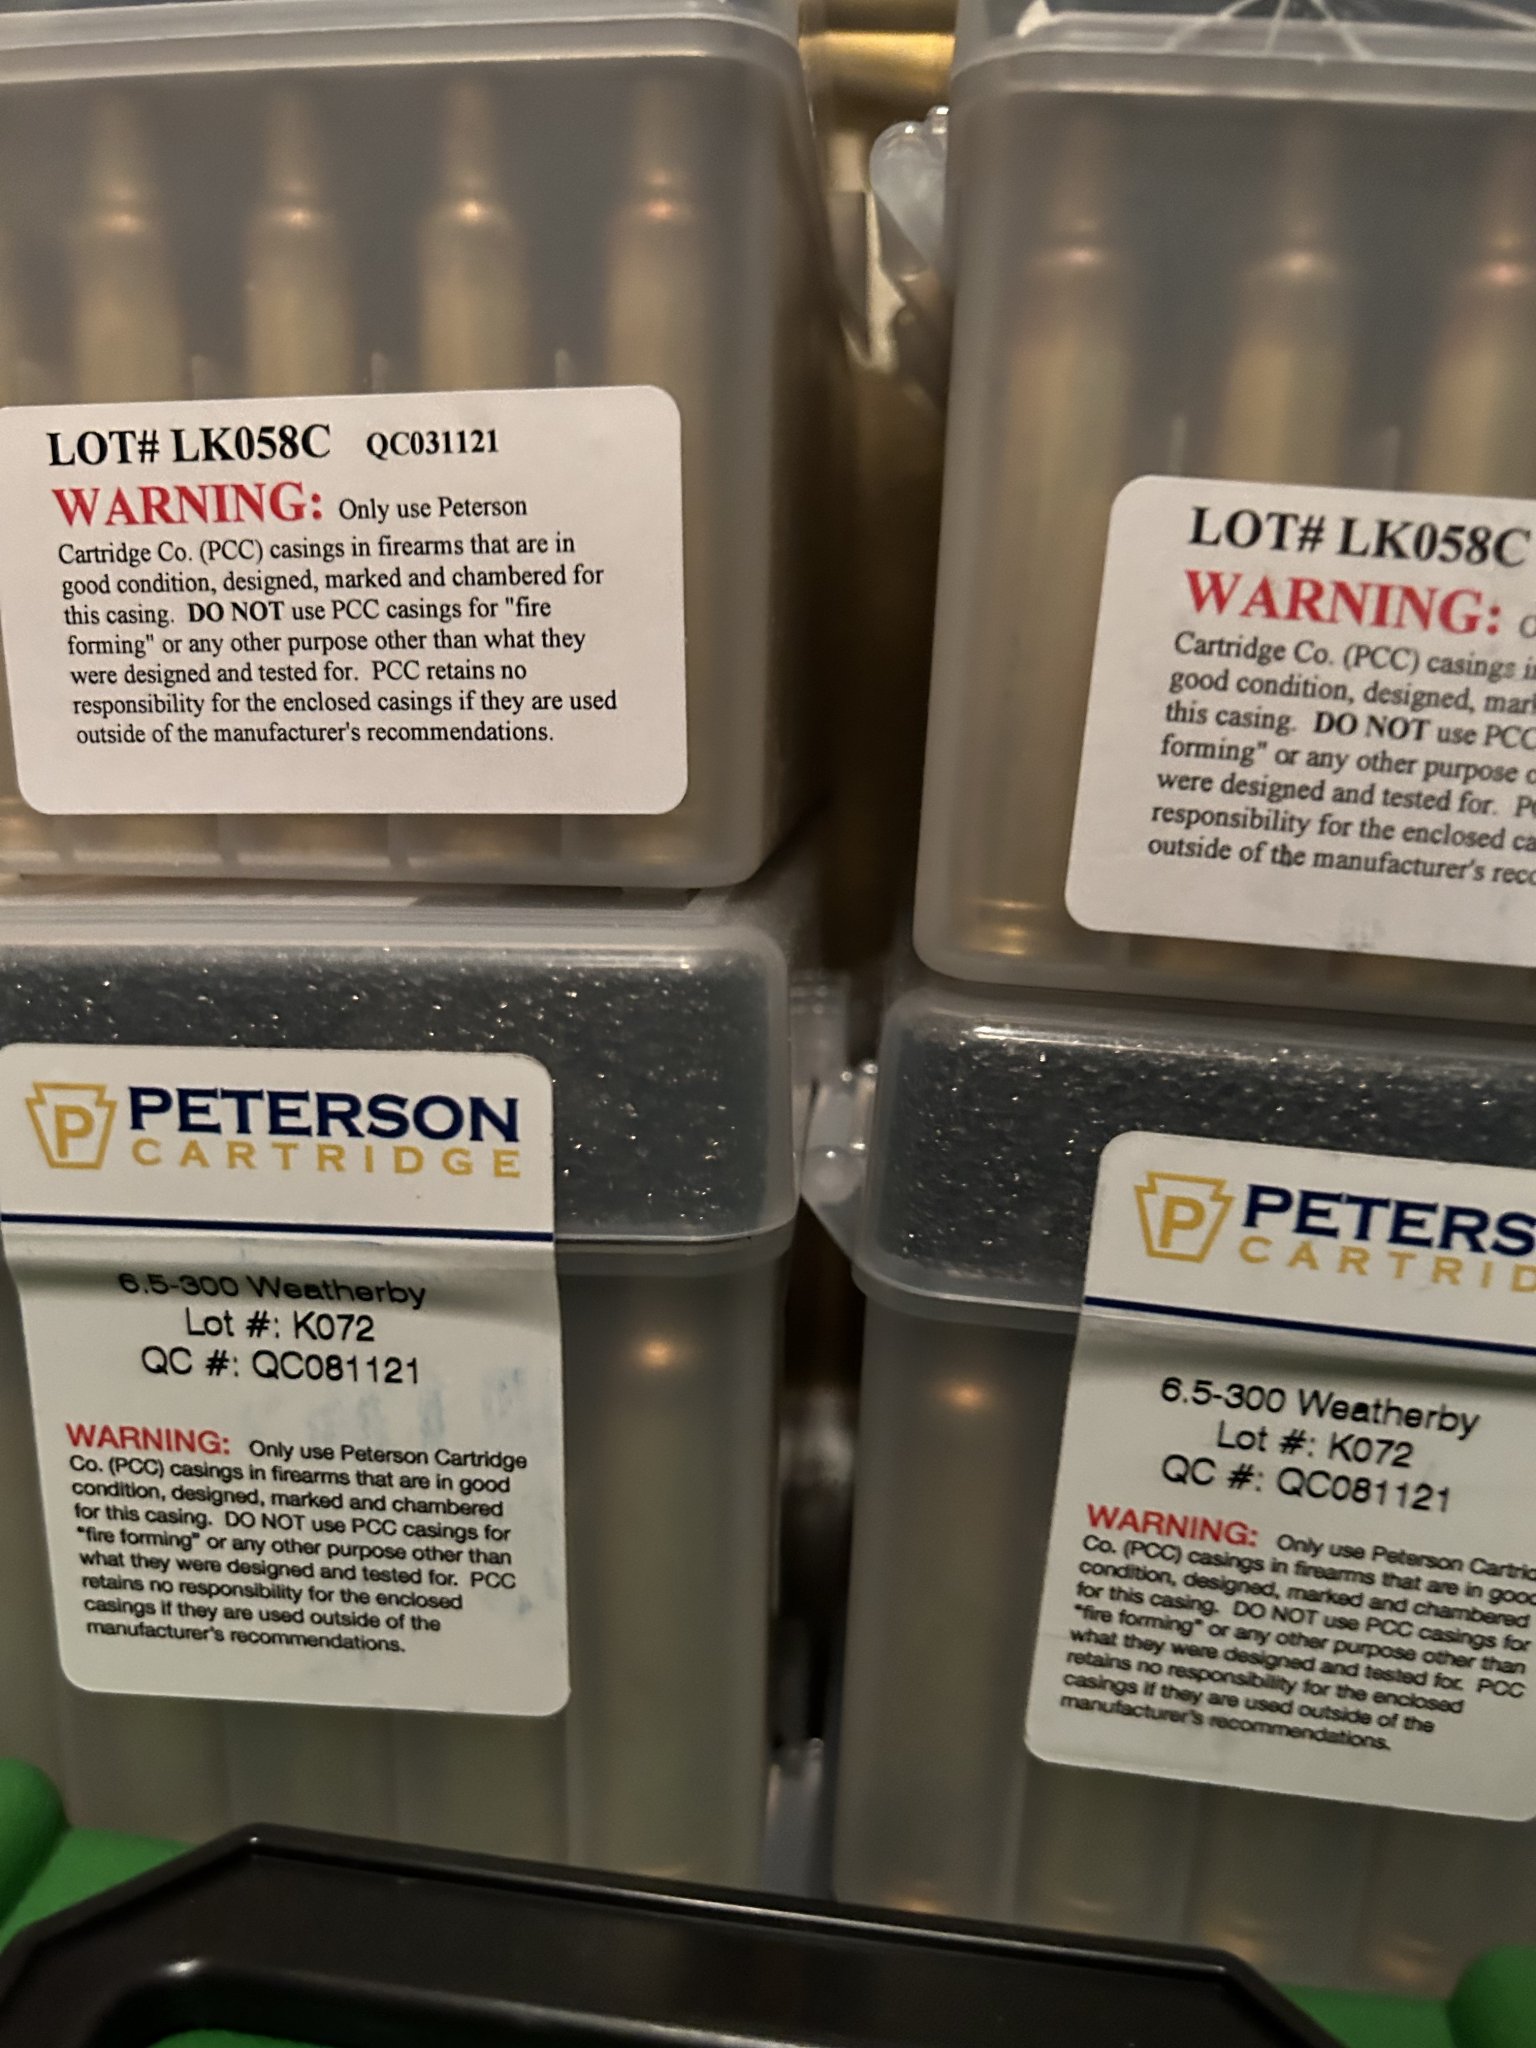 LOT# LK058C QC031121
WARNING: Only use Peterson
Cartridge Co. (PCC) casings in firearms that are in
good condition, designed, marked and chambered for
this casing. DO NOT use PCC casings for "fire
forming" or any other purpose other than what they
were designed and tested for. PCC retains no
responsibility for the enclosed casings if they are used
outside of the manufacturer's recommendations.
LOT# LK058C
WARNING:
Cartridge Co. (PCC) casings
good condition, designed,
this casing. DO NOT use PCC
forming" or any other purpose
were designed and tested for.
responsibility for the enclosed
outside of the manufacturer's
P PETERSON
CARTRIDGE
6.5-300 Weatherby
Lot #: K072
QC #: QC081121
WARNING: Only use Peterson Cartridge
Co. (PCC) casings in firearms that are in good
condition, designed, marked and chambered
for this casing. DO NOT use PCC casings for
"fire forming" or any other purpose other than
what they were designed and tested for. PCC
retains no responsibility for the enclosed
casings if they are used outside of the
manufacturer's recommendations.
P PETERS
CARTRID
6.5-300 Weatherby
Lot #: K072
QC #: QC081121
WARNING: Only use Peterson Cartrid
Co. (PCC) casings in firearms that are in good
condition, designed, marked and chambered
for this casing. DO NOT use PCC casings for
"fire forming" or any other purpose other than
what they were designed and tested for. PCC
retains no responsibility for the enclosed
casings if they are used outside of the
manufacturer's recommendations.